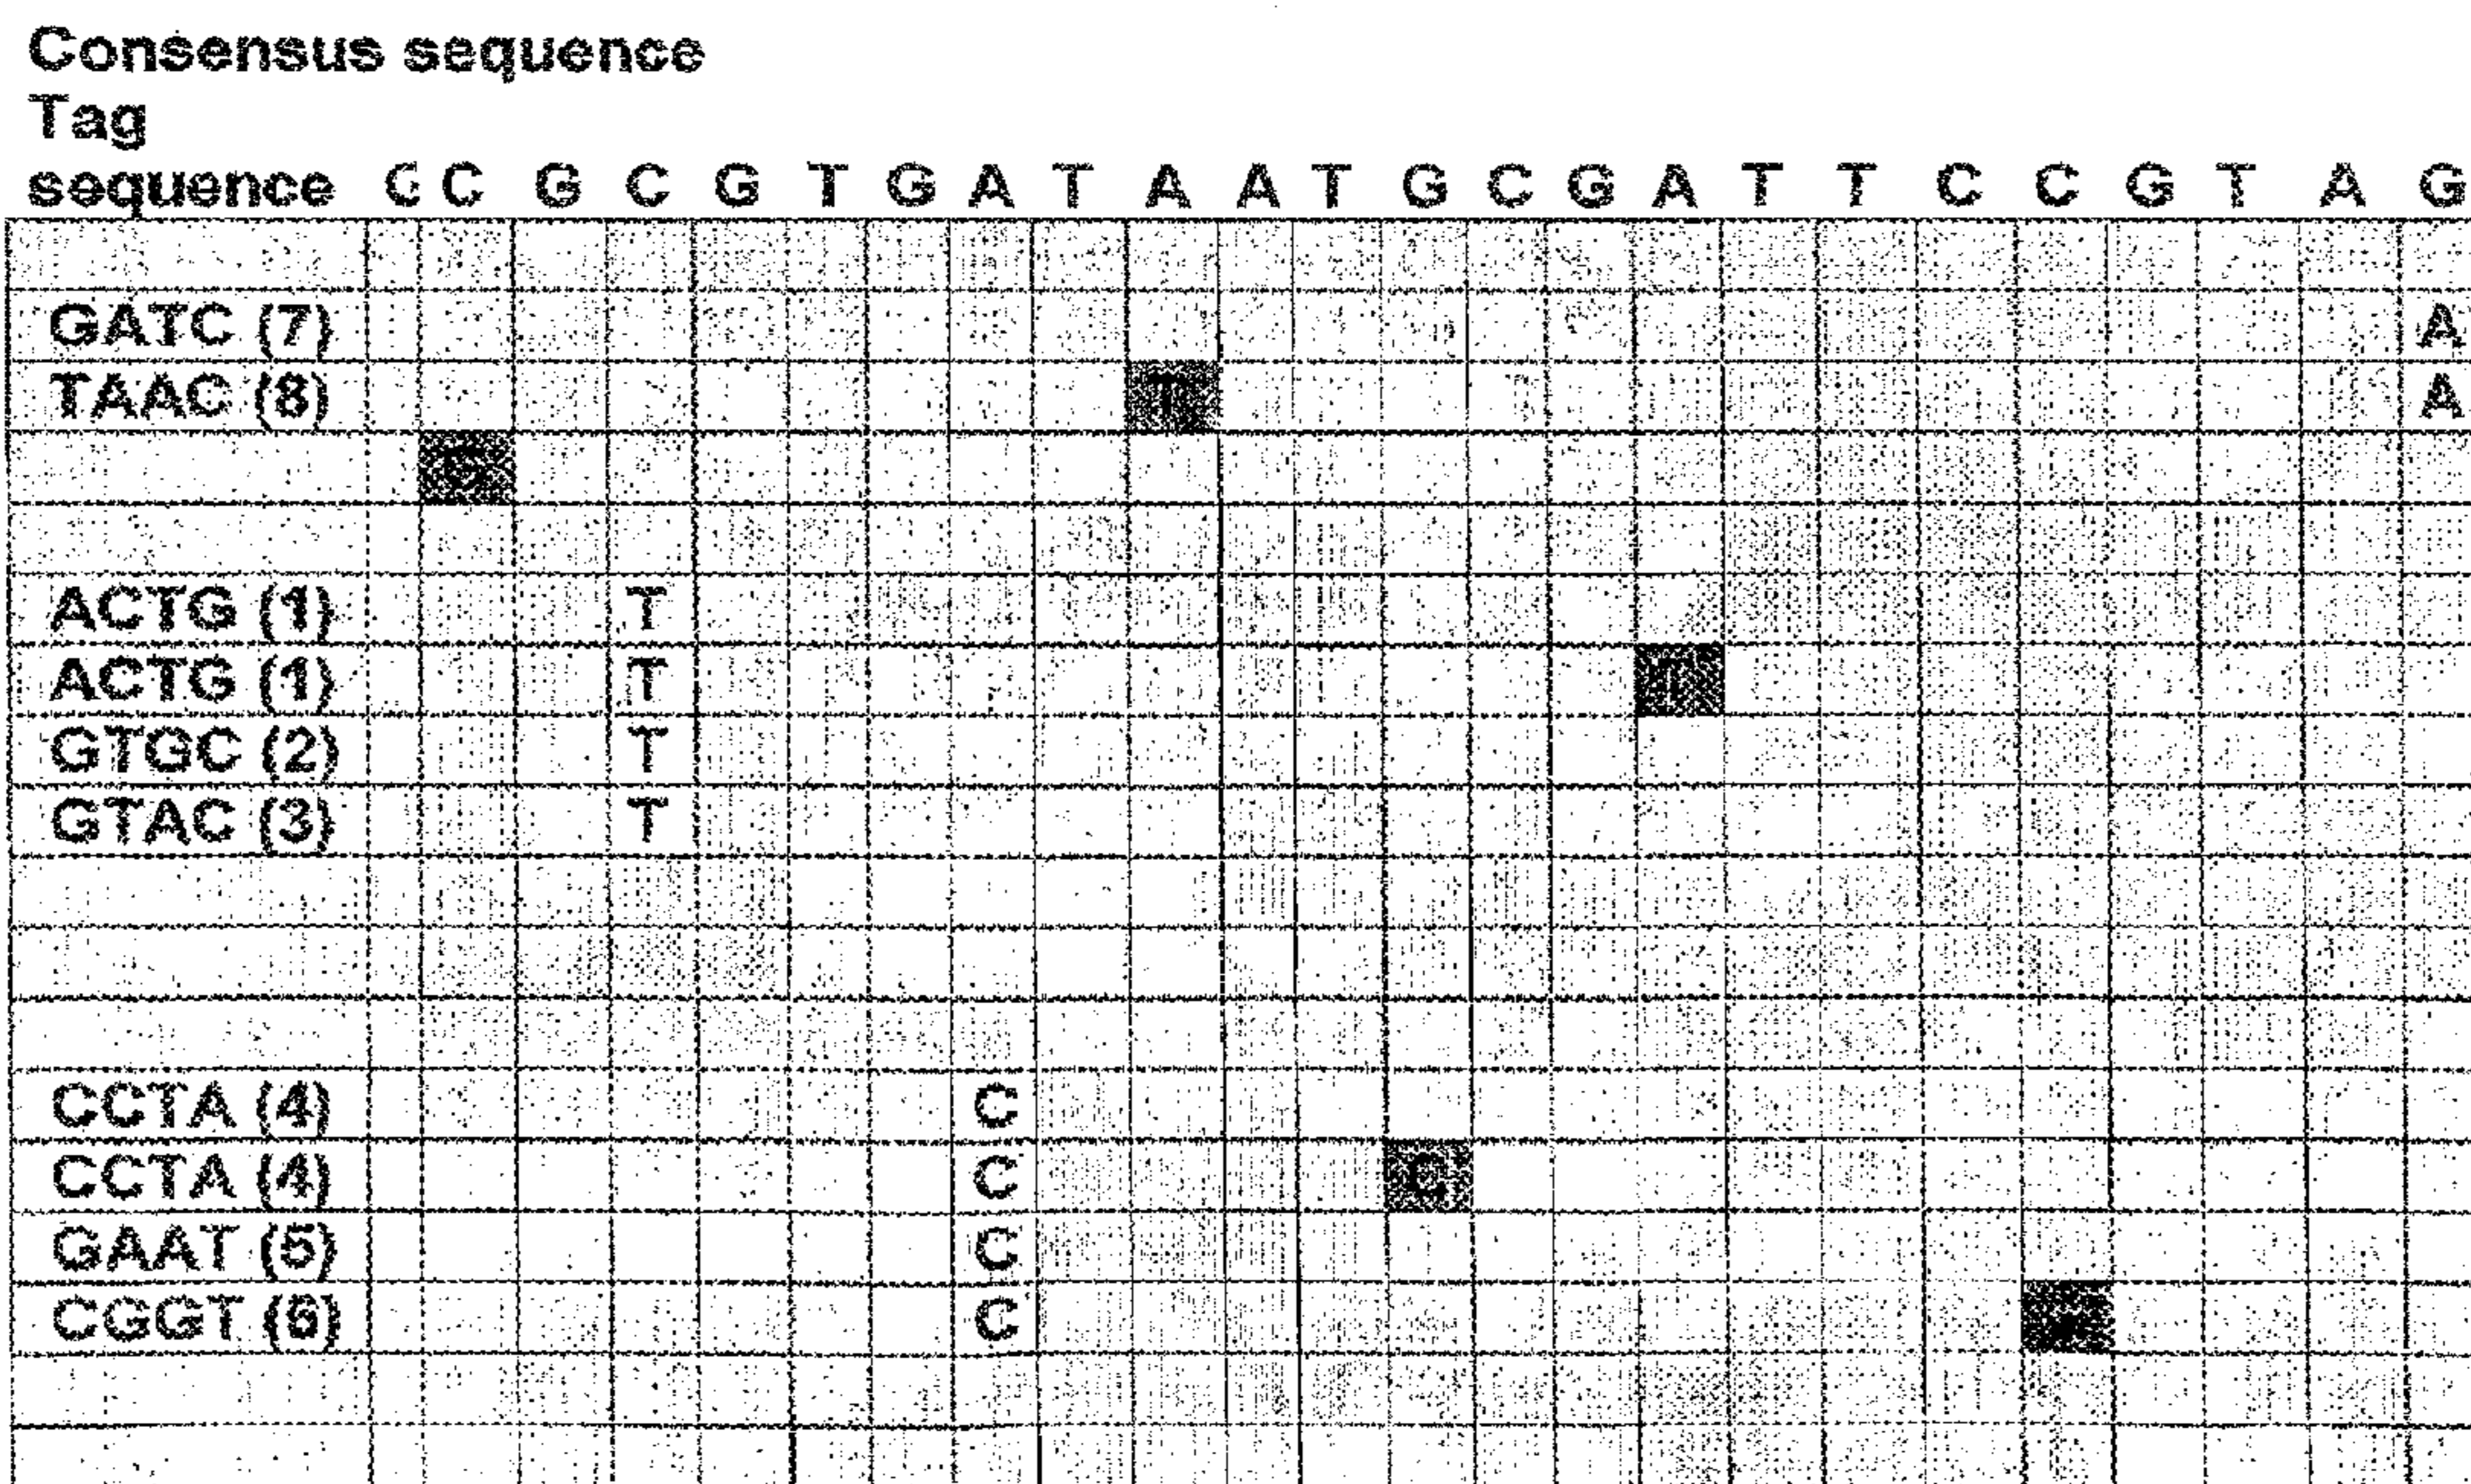 Consensus sequence
Tag
sequence C C G C G T G A T A A T G C G A T T C C G T A G
GATC (7) A
TAAC (8) T A
ACTG (1) T
ACTG (1) T
GTGC (2) T
GTAC (3) T
CCTA (4) C
CCTA (4) C C
GAAT (5) C
CGGT (6) C